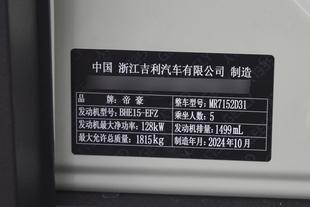 中国 浙江吉利汽车有限公司 制造
品牌:帝豪 整车型号:MR7152D31
发动机型号:BHE15-EFZ 乘坐人数:5
发动机最大净功率:128kW 发动机排量:1499mL
最大允许总质量:1815kg 制造年月:2024年10月